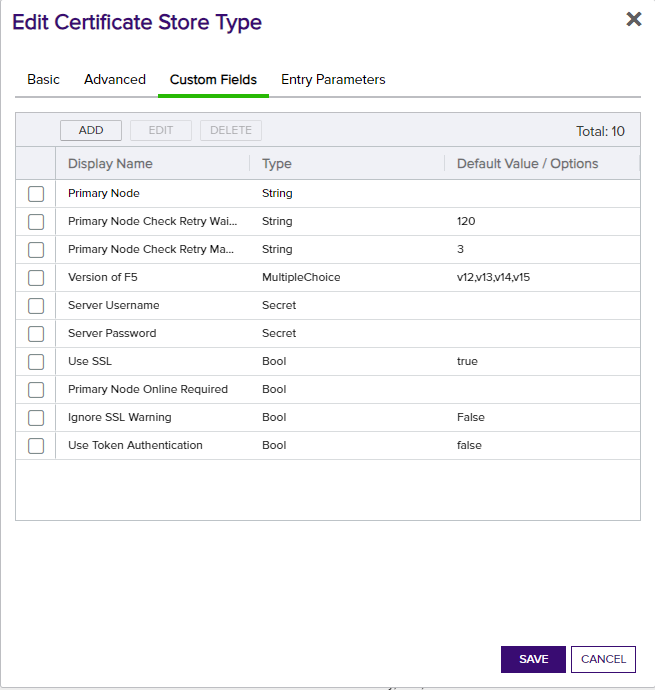 Edit Certificate Store Type
Basic Advanced Custom Fields Entry Parameters
ADD EDIT DELETE Total: 10
Display Name Type Default Value / Options
Primary Node String
Primary Node Check Retry Wai... String 120
Primary Node Check Retry Ma... String 3
Version of F5 MultipleChoice v12,v13,v14,v15
Server Username Secret
Server Password Secret
Use SSL Bool true
Primary Node Online Required Bool
Ignore SSL Warning Bool False
Use Token Authentication Bool false
SAVE CANCEL